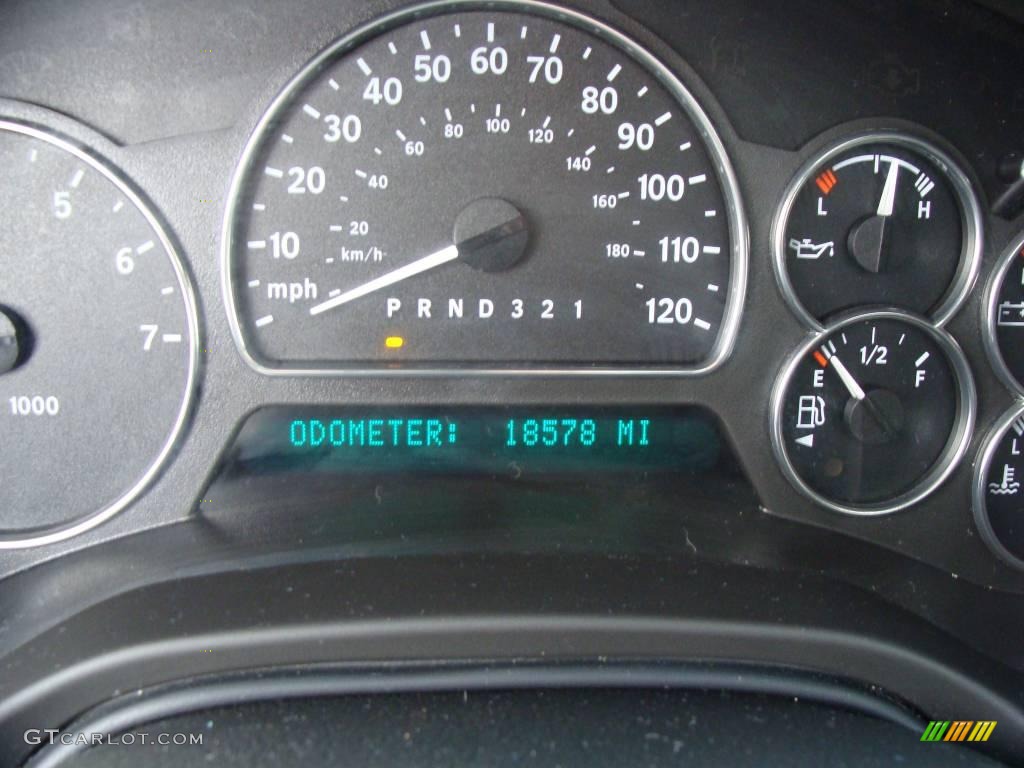 10 20 30 40 50 60 70 80 90 100 110 120
20 40 60 80 100 120 140 160 180
km/h
mph
P R N D 3 2 1
5
6
7
1000
L H
E 1/2 F
L
ODOMETER: 18578 MI
GTCARLOT.COM